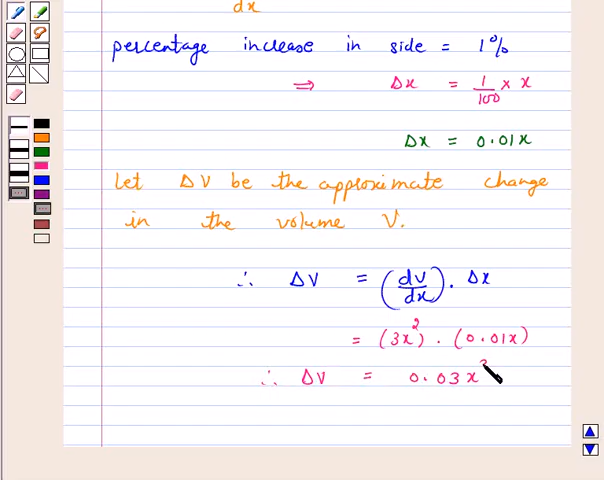 dx
percentage increase in side = 1%
⇒ Δx = 1/100 × x
Δx = 0.01x
Let ΔV be the approximate change
in the volume V.
∴ ΔV = (dv/dx) . Δx
= (3x²) . (0.01x)
∴ ΔV = 0.03x